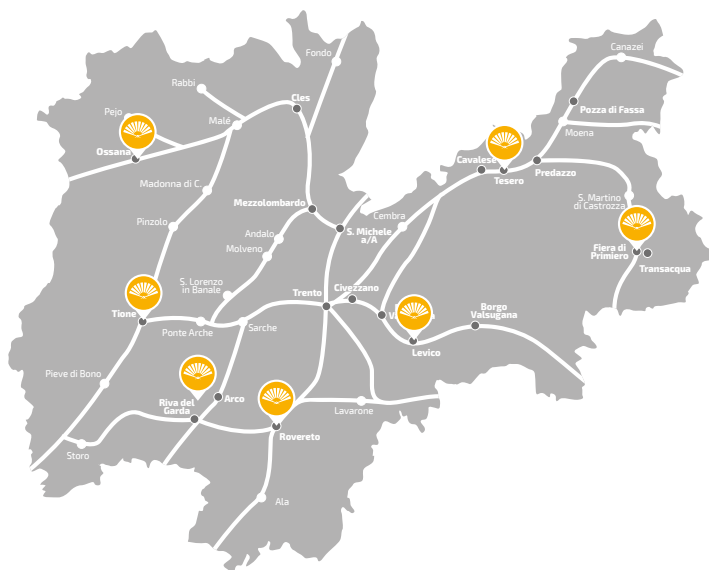 Canazei
Fondo
Rabbi
Cles
Pozza di Fassa
Pejo
Malé
Moena
Ossana
Cavalese
Tesero
Predazzo
Madonna di C.
S. Martino
di Castrozza
Mezzolombardo
Cembra
Pinzolo
Andalo
S. Michele
a/A
Molveno
Fiera di
Primiero
Transacqua
S. Lorenzo
in Banale
Trento
Civezzano
Tione
Borgo
Valsugana
Ponte Arche
Sarche
Levico
Pieve di Bono
Riva del
Garda
Arco
Lavarone
Rovereto
Storo
Ala